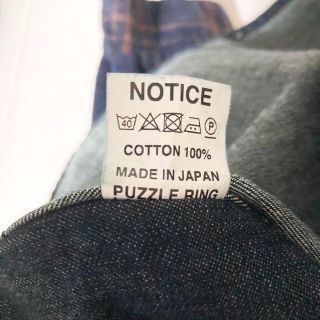 NOTICE
40 P
COTTON 100%
MADE IN JAPAN
PUZZLE RING